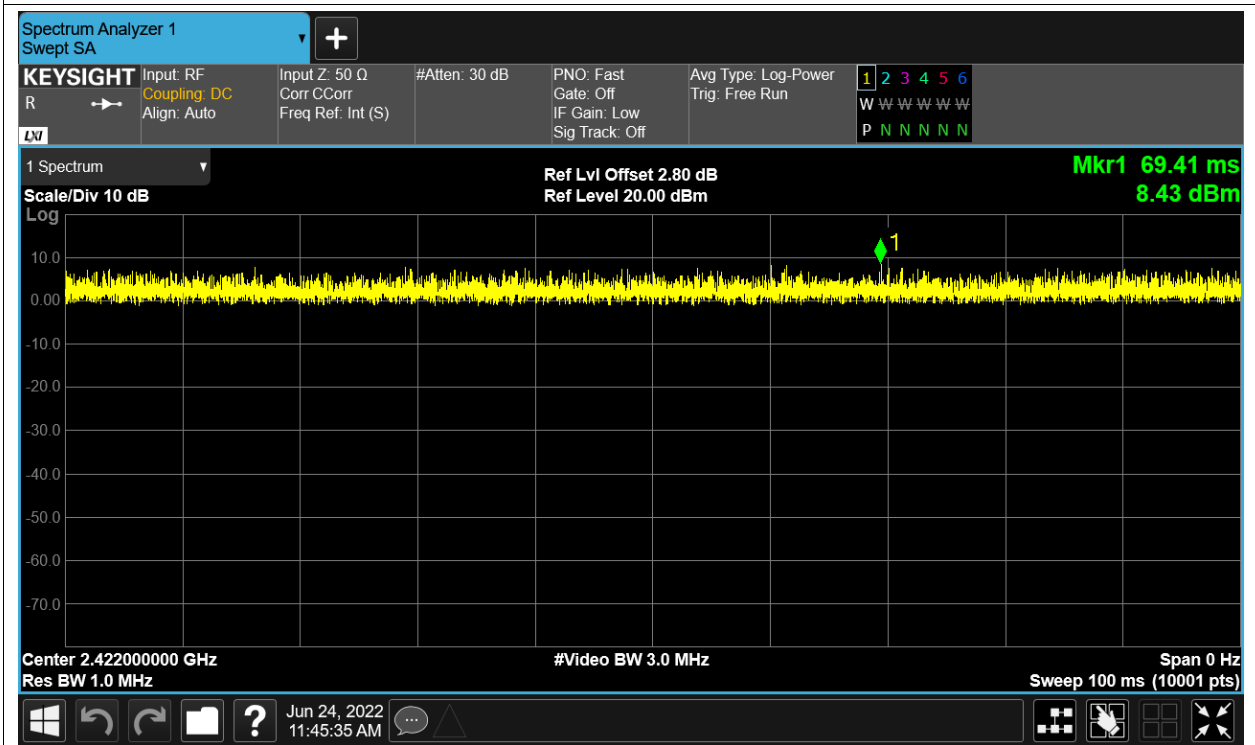 Spectrum Analyzer 1
Swept SA
▼
+
KEYSIGHT Input: RF Input Z: 50 Ω #Atten: 30 dB PNO: Fast Avg Type: Log-Power 1 2 3 4 5 6
R Coupling: DC Corr CCorr Gate: Off Trig: Free Run W W W W W W
Align: Auto Freq Ref: Int (S) IF Gain: Low
LXI Sig Track: Off P N N N N N
1 Spectrum ▼ Ref Lvl Offset 2.80 dB Mkr1 69.41 ms
Scale/Div 10 dB Ref Level 20.00 dBm 8.43 dBm
Log
1
10.0
0.00
-10.0
-20.0
-30.0
-40.0
-50.0
-60.0
-70.0
Center 2.422000000 GHz #Video BW 3.0 MHz Span 0 Hz
Res BW 1.0 MHz Sweep 100 ms (10001 pts)
? Jun 24, 2022
11:45:35 AM